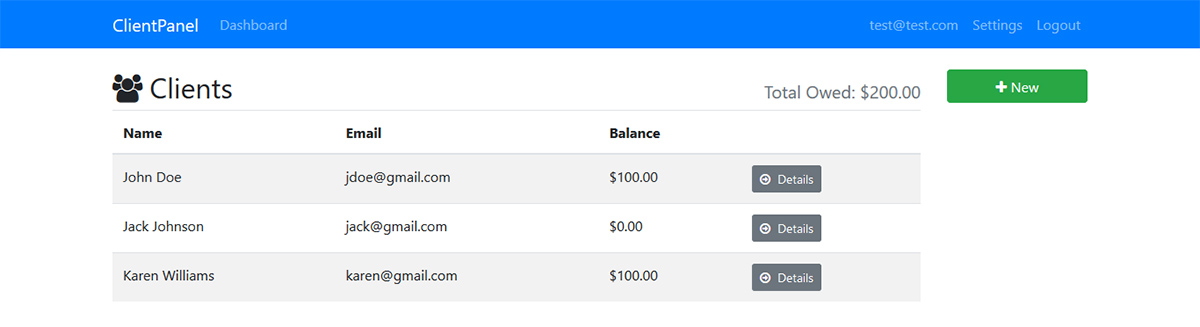 ClientPanel Dashboard test@test.com Settings Logout
Clients Total Owed: $200.00 New
Name Email Balance
John Doe jdoe@gmail.com $100.00 Details
Jack Johnson jack@gmail.com $0.00 Details
Karen Williams karen@gmail.com $100.00 Details